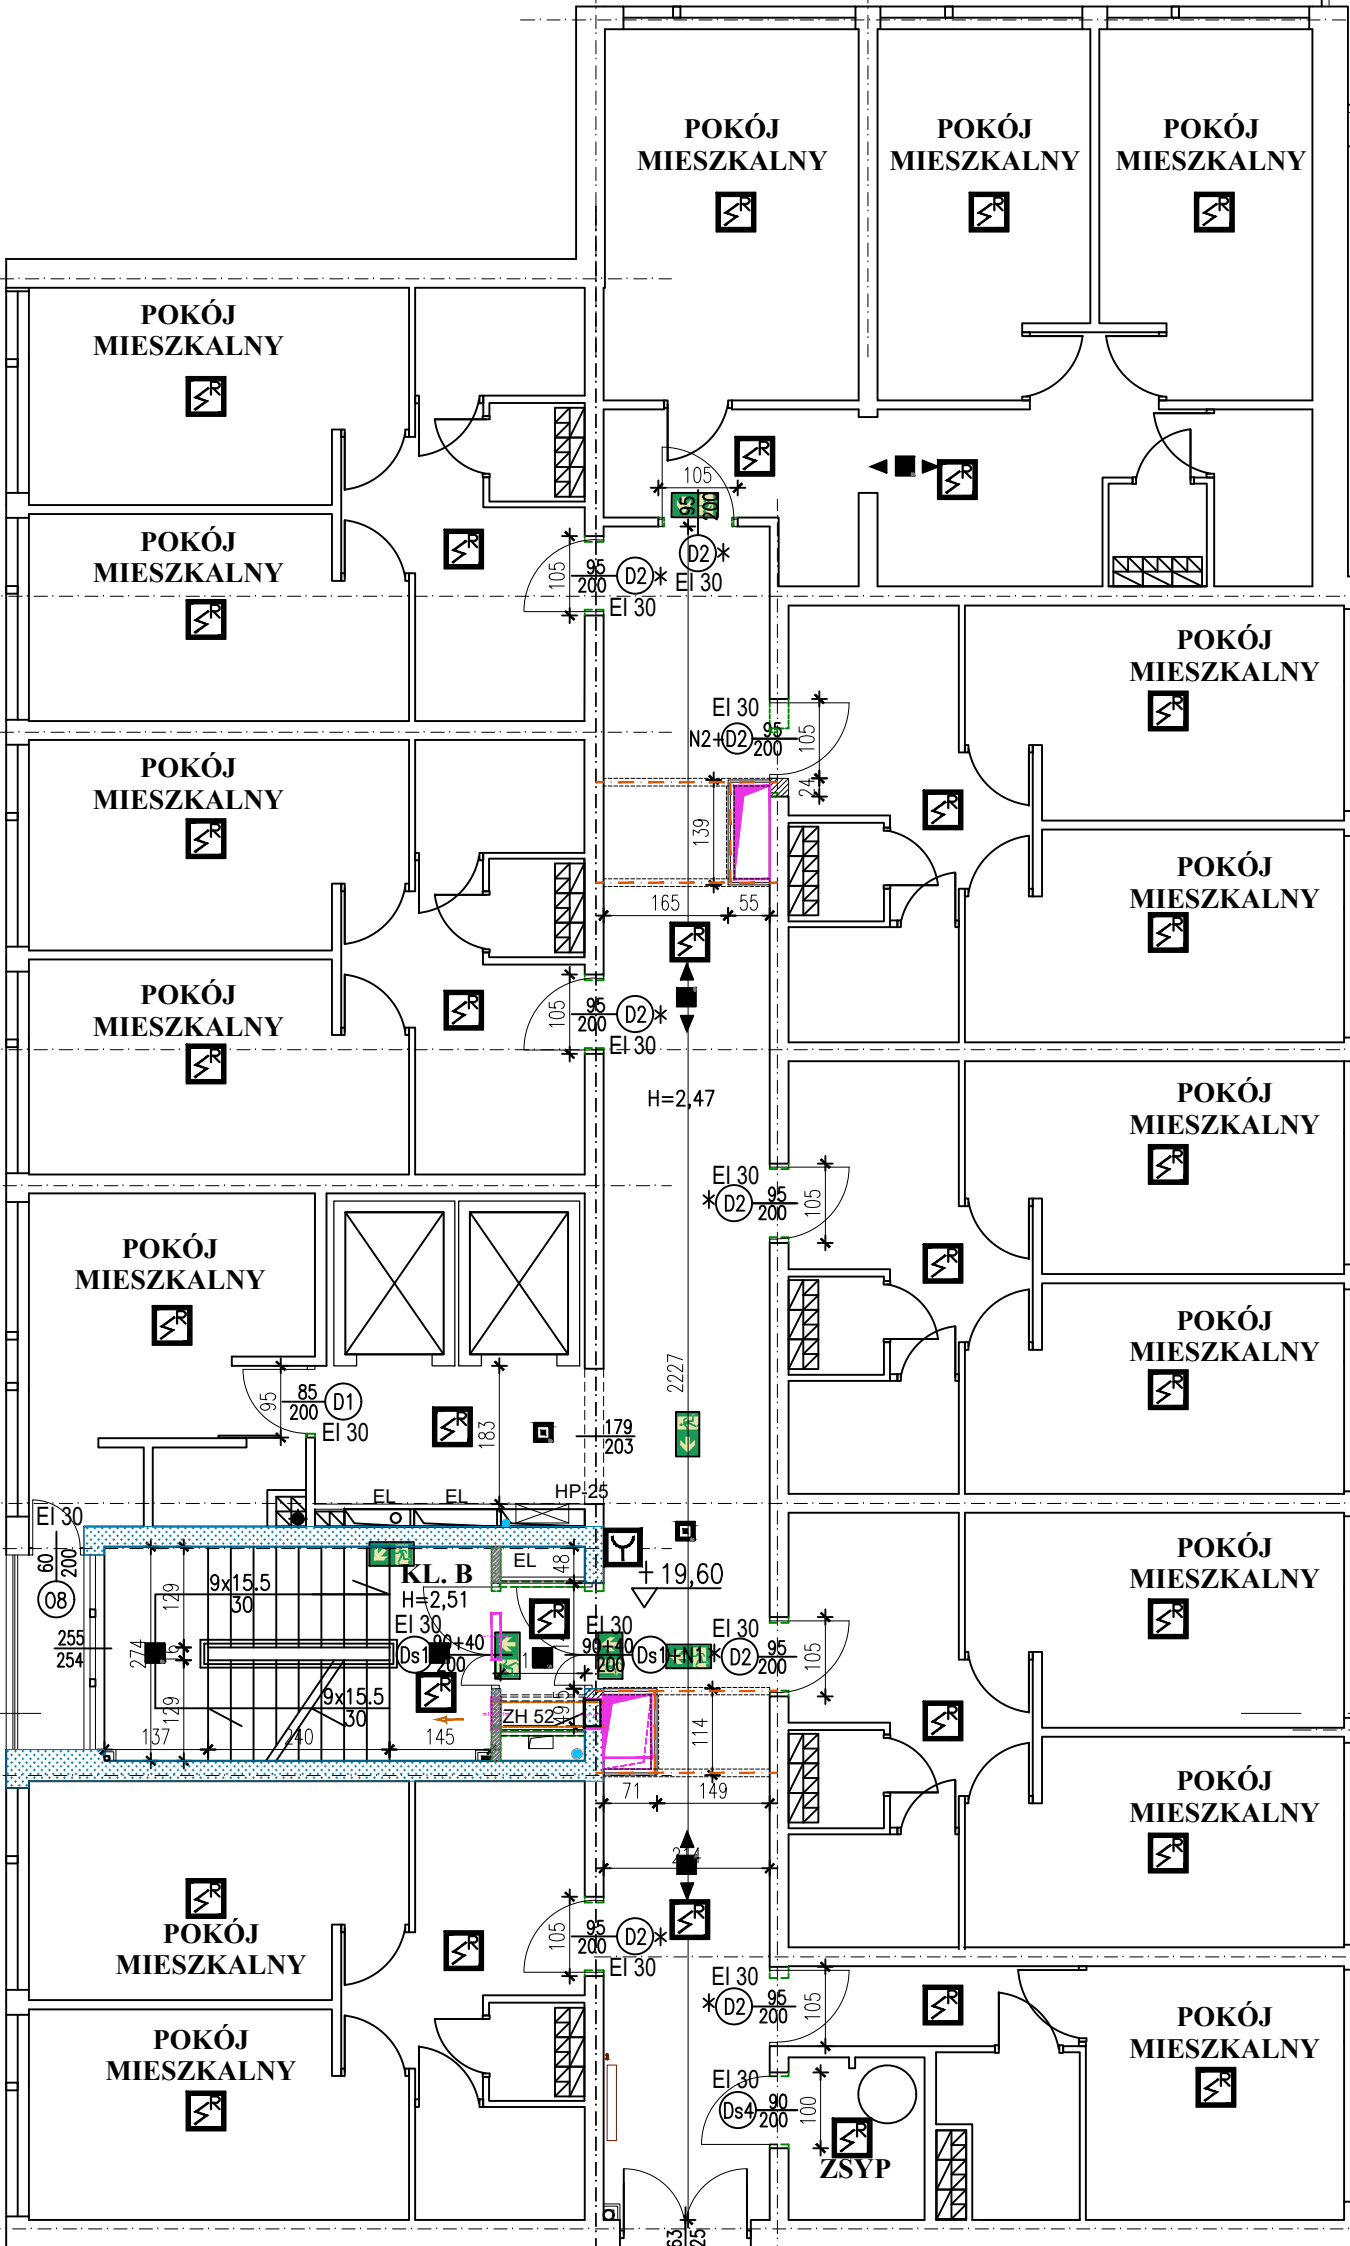 POKÓJ
MIESZKALNY
R
POKÓJ
MIESZKALNY
R
POKÓJ
MIESZKALNY
R
POKÓJ
MIESZKALNY
R
R
105
R
95
200
D2*
EI 30
POKÓJ
MIESZKALNY
R
R
105
95
200
D2*
EI 30
POKÓJ
MIESZKALNY
R
EI 30
N2+D2
95
200
105
24
POKÓJ
MIESZKALNY
R
139
R
165
55
POKÓJ
MIESZKALNY
R
R
POKÓJ
MIESZKALNY
R
R
105
95
200
D2*
EI 30
H=2,47
POKÓJ
MIESZKALNY
R
EI 30
*D2
95
200
105
POKÓJ
MIESZKALNY
R
R
POKÓJ
MIESZKALNY
R
2227
95
85
200
D1
EI 30
R
183
179
203
EL
EL
HP-25
EI 30
60
200
O8
KL. B
H=2,51
EL
48
+19,60
POKÓJ
MIESZKALNY
R
9x15.5
30
129
274
129
255
254
EI 30
Ds1
90+40
200
R
EI 30
90+40
200
Ds1+N1
EI 30
*D2
95
200
105
R
R
9x15.5
30
ZH 52
49.5
137
240
145
114
71
149
POKÓJ
MIESZKALNY
R
214
R
R
POKÓJ
MIESZKALNY
R
105
95
200
D2*
EI 30
EI 30
*D2
95
200
105
R
POKÓJ
MIESZKALNY
R
POKÓJ
MIESZKALNY
R
EI 30
Ds4
90
200
100
R
ZSYP
63
25